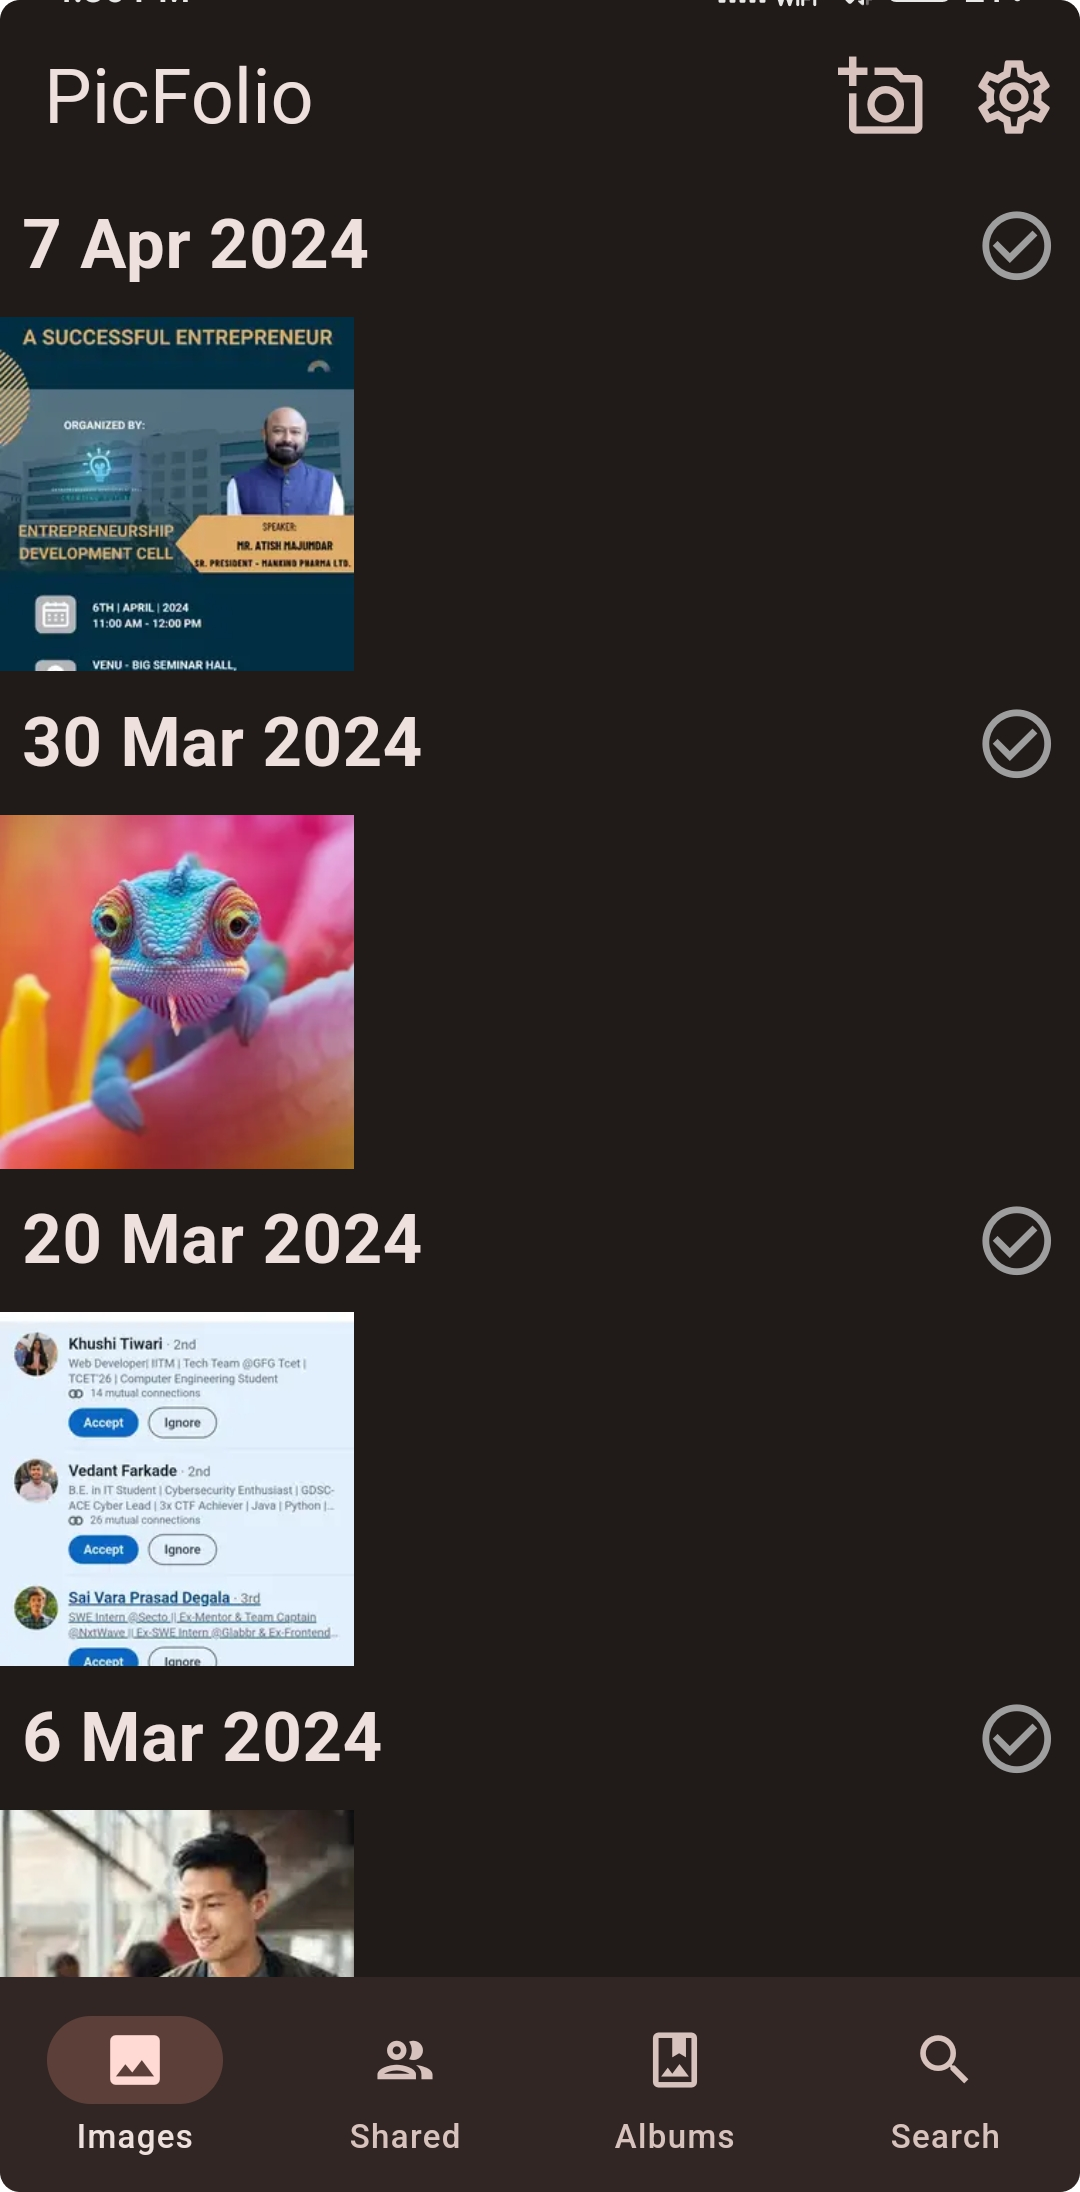 PicFolio
7 Apr 2024
A SUCCESSFUL ENTREPRENEUR
ORGANIZED BY:
ENTREPRENEURSHIP
DEVELOPMENT CELL
SPEAKER:
MR. ATISH MAJUMDAR
SR. PRESIDENT - MANKIND PHARMA LTD.
6TH | APRIL | 2024
11:00 AM - 12:00 PM
VENU - BIG SEMINAR HALL,
30 Mar 2024
20 Mar 2024
Khushi Tiwari · 2nd
Web Developer| IITM | Tech Team @GFG Tcet |
TCET'26 | Computer Engineering Student
14 mutual connections
Accept Ignore
Vedant Farkade · 2nd
B.E. in IT Student | Cybersecurity Enthusiast | GDSC-
ACE Cyber Lead | 3x CTF Achiever | Java | Python |...
26 mutual connections
Accept Ignore
Sai Vara Prasad Degala · 3rd
SWE Intern @Secto || Ex-Mentor & Team Captain
@NxtWave || Ex-SWE Intern @Glabbr & Ex-Frontend...
Accept Ignore
6 Mar 2024
Images Shared Albums Search